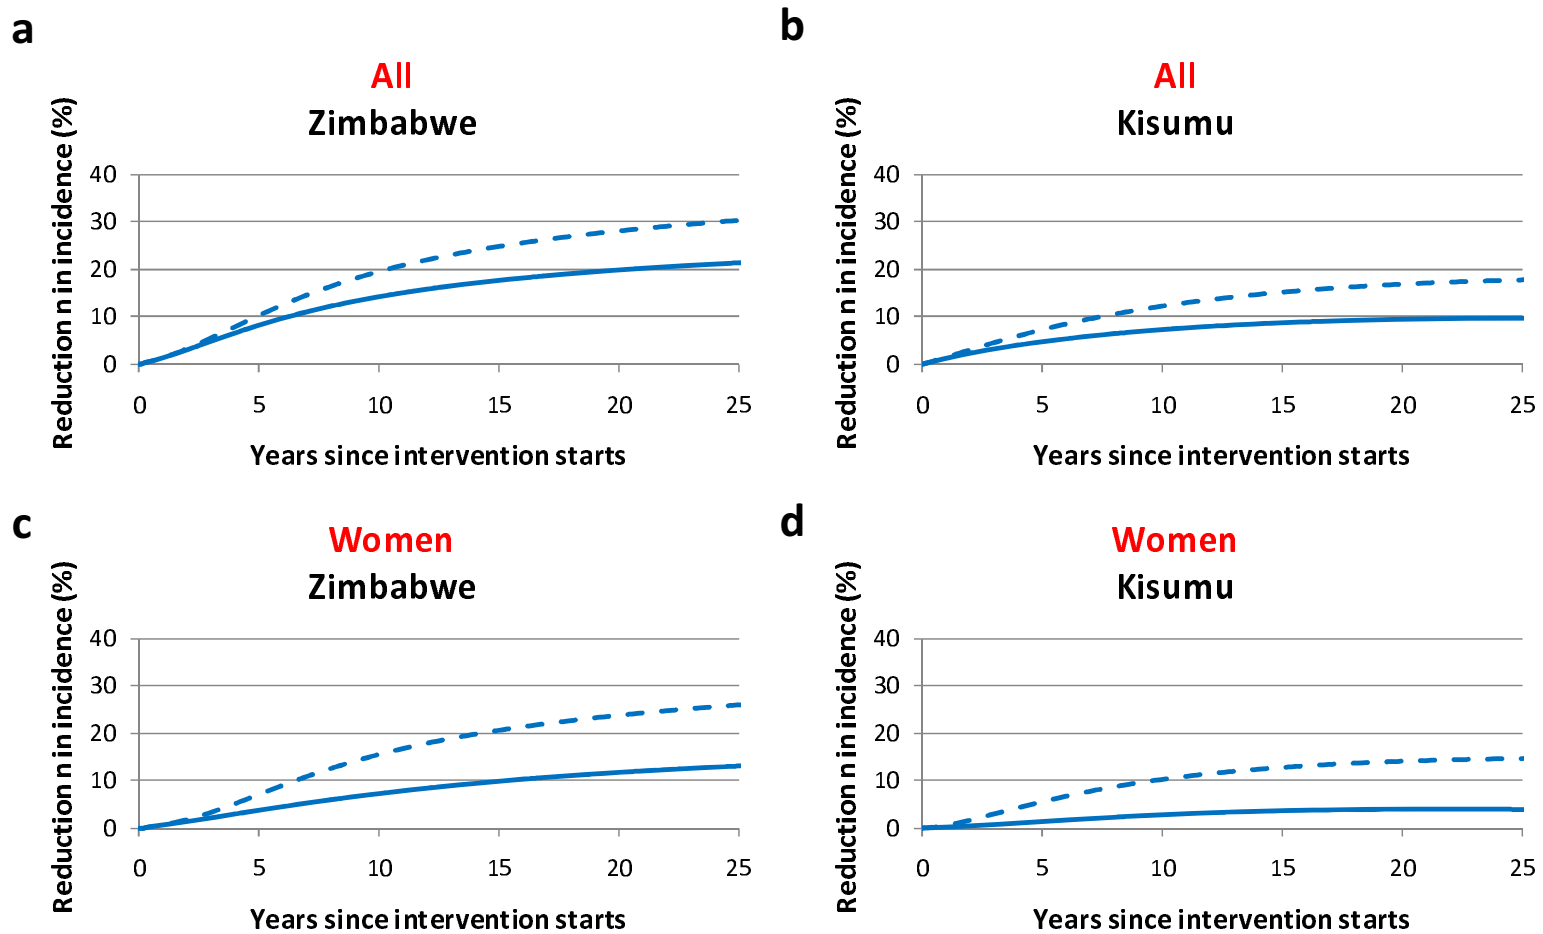 a
All
Zimbabwe
Reduction n in incidence (%)
40
30
20
10
0
0 5 10 15 20 25
Years since intervention starts
b
All
Kisumu
Reduction n in incidence (%)
40
30
20
10
0
0 5 10 15 20 25
Years since intervention starts
c
Women
Zimbabwe
Reduction n in incidence (%)
40
30
20
10
0
0 5 10 15 20 25
Years since intervention starts
d
Women
Kisumu
Reduction n in incidence (%)
40
30
20
10
0
0 5 10 15 20 25
Years since intervention starts